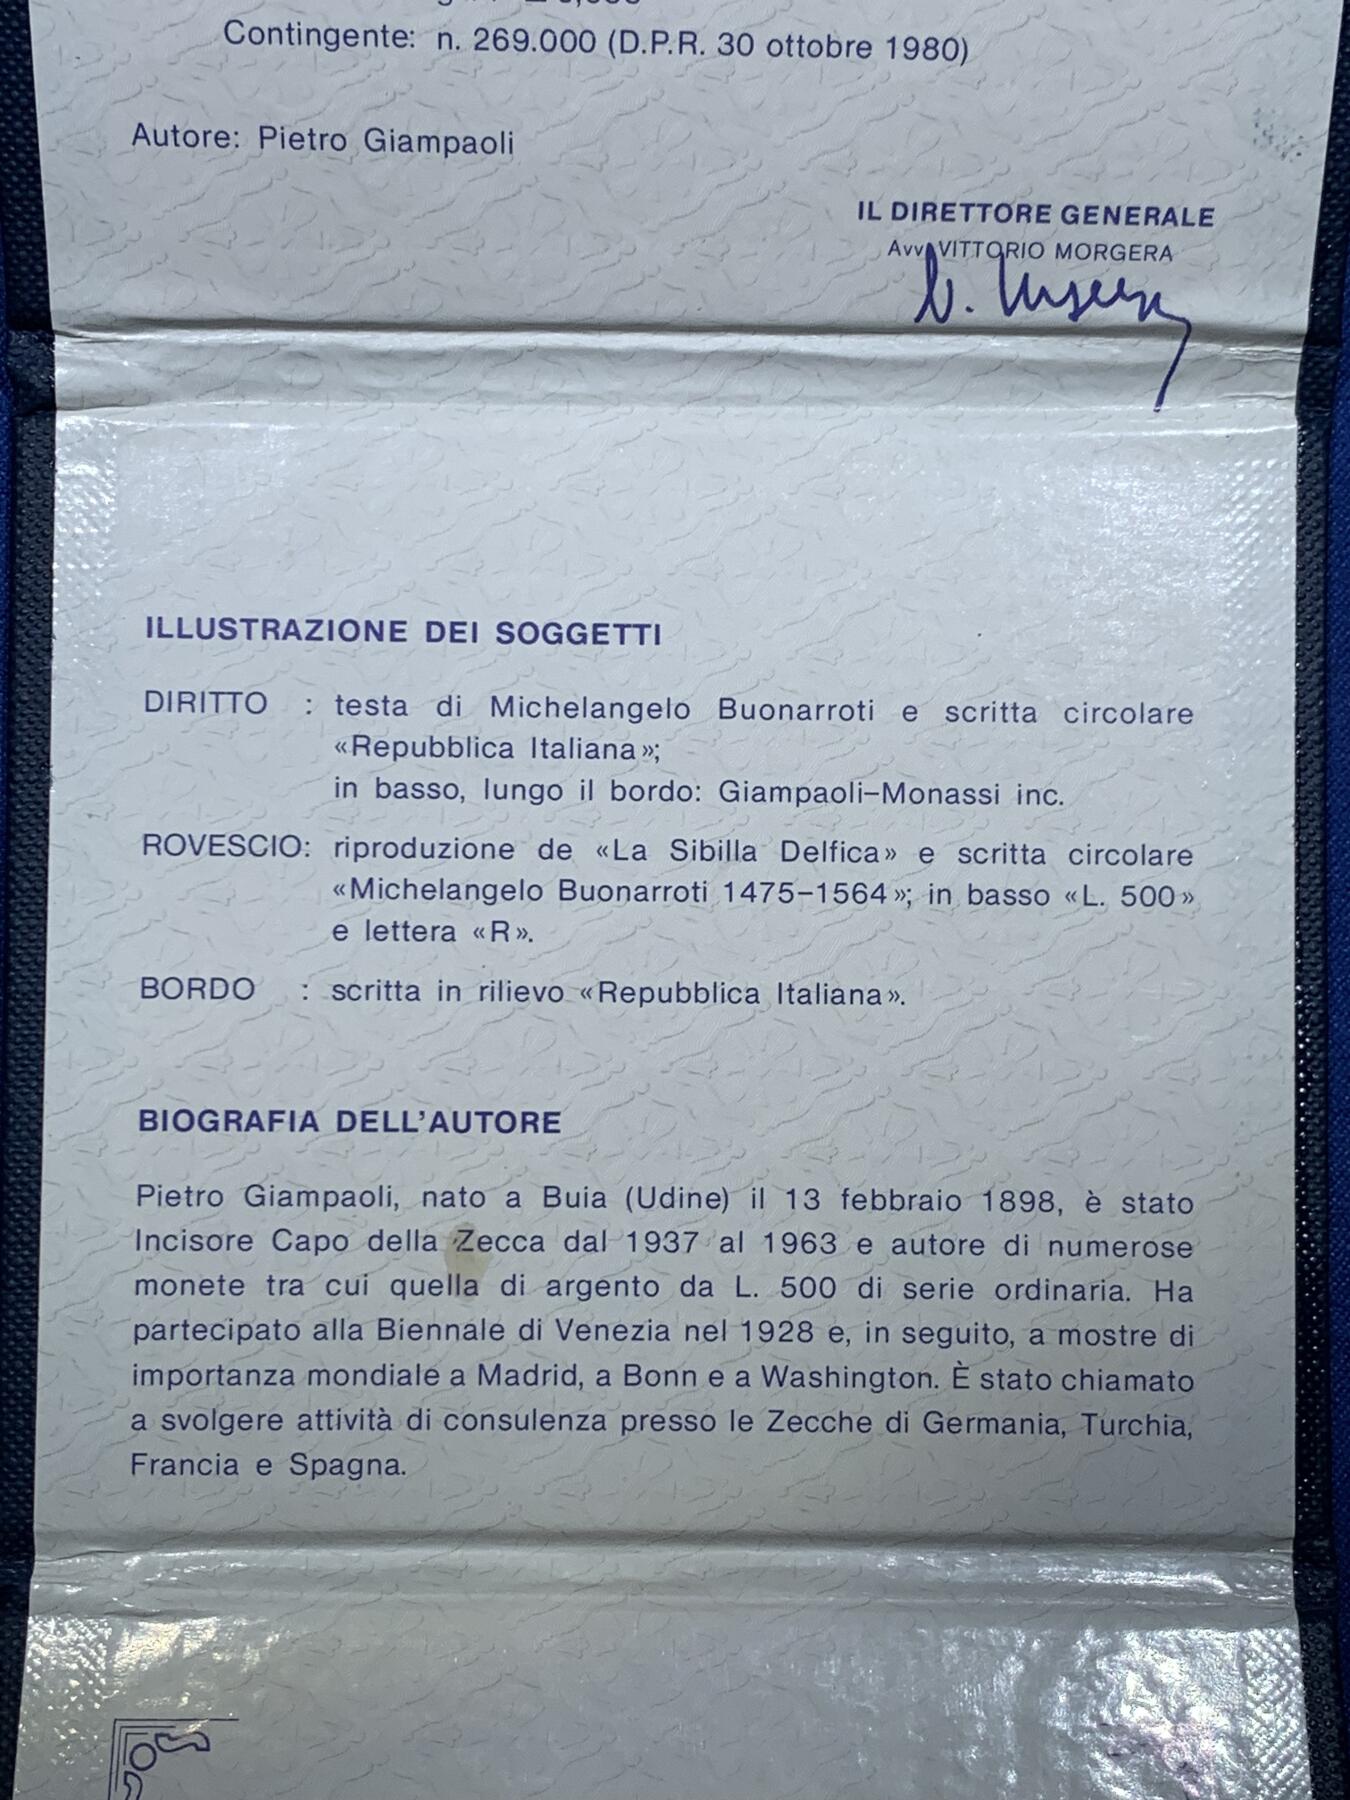 Contingente: n. 269.000 (D.P.R. 30 ottobre 1980)
Autore: Pietro Giampaoli
IL DIRETTORE GENERALE
Avv. VITTORIO MORGERA
ILLUSTRAZIONE DEI SOGGETTI
DIRITTO : testa di Michelangelo Buonarroti e scritta circolare
«Repubblica Italiana»;
in basso, lungo il bordo: Giampaoli–Monassi inc.
ROVESCIO: riproduzione de «La Sibilla Delfica» e scritta circolare
«Michelangelo Buonarroti 1475–1564»; in basso «L. 500»
e lettera «R».
BORDO : scritta in rilievo «Repubblica Italiana».
BIOGRAFIA DELL'AUTORE
Pietro Giampaoli, nato a Buia (Udine) il 13 febbraio 1898, è stato
Incisore Capo della Zecca dal 1937 al 1963 e autore di numerose
monete tra cui quella di argento da L. 500 di serie ordinaria. Ha
partecipato alla Biennale di Venezia nel 1928 e, in seguito, a mostre di
importanza mondiale a Madrid, a Bonn e a Washington. È stato chiamato
a svolgere attività di consulenza presso le Zecche di Germania, Turchia,
Francia e Spagna.